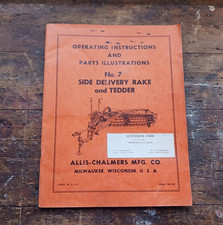 OPERATING INSTRUCTIONS
AND
PARTS ILLUSTRATIONS
No. 7
SIDE DELIVERY RAKE
and TEDDER
ALLIS-CHALMERS MFG. CO.
MILWAUKEE, WISCONSIN, U. S. A.